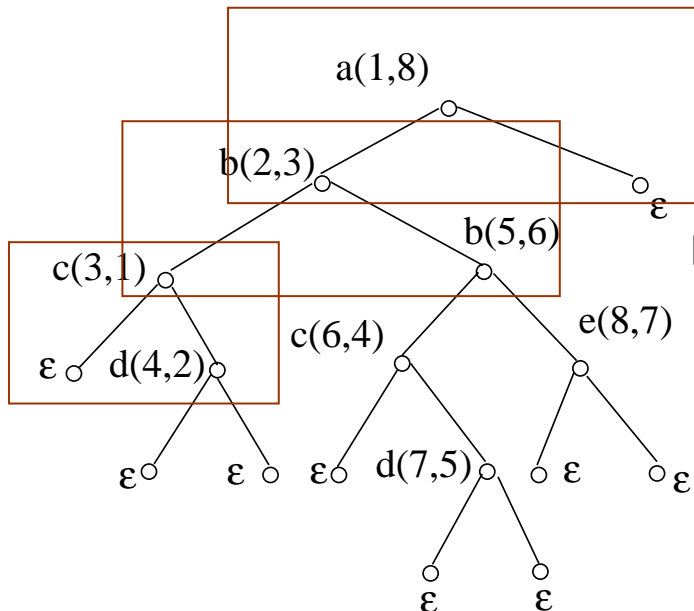 a(1,8)
b(2,3)
ε
b(5,6)
c(3,1)
e(8,7)
c(6,4)
ε
d(4,2)
ε
ε
ε
d(7,5)
ε
ε
ε
ε